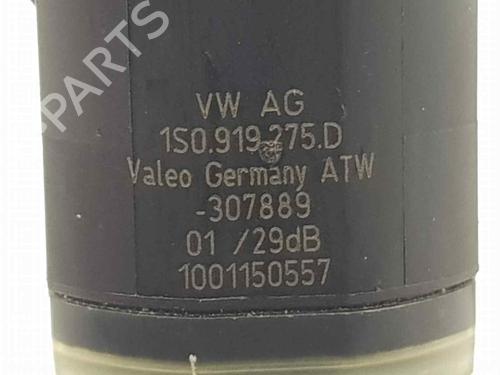 PARTS
VW AG
1S0.919.275.D
Valeo Germany ATW
-307889
01 /29dB
1001150557